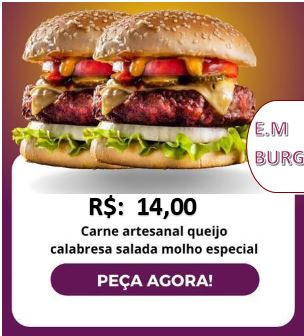 E.M
BURG
R$: 14,00
Carne artesanal queijo
calabresa salada molho especial
PEÇA AGORA!